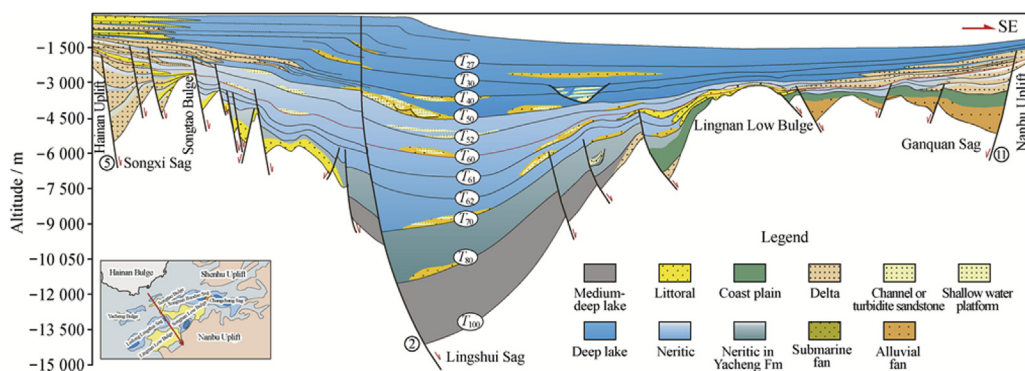 SE
−1 500
−3 000
−4 500
−6 000
−7 500
−9 000
−10 050
−12 000
−13 500
−15 000
Altitude / m
Hainan Uplift
5
Songxi Sag
Songtao Bulge
T27
T30
T40
T50
T52
T60
T61
T62
T70
T80
T100
2
Lingshui Sag
Lingnan Low Bulge
Ganquan Sag
11
Nanbu Uplift
Legend
Medium-deep lake
Littoral
Coast plain
Delta
Channel or turbidite sandstone
Shallow water platform
Deep lake
Neritic
Neritic in Yacheng Fm
Submarine fan
Alluvial fan
Hainan Bulge
Shenhu Uplift
Nanbu Uplift